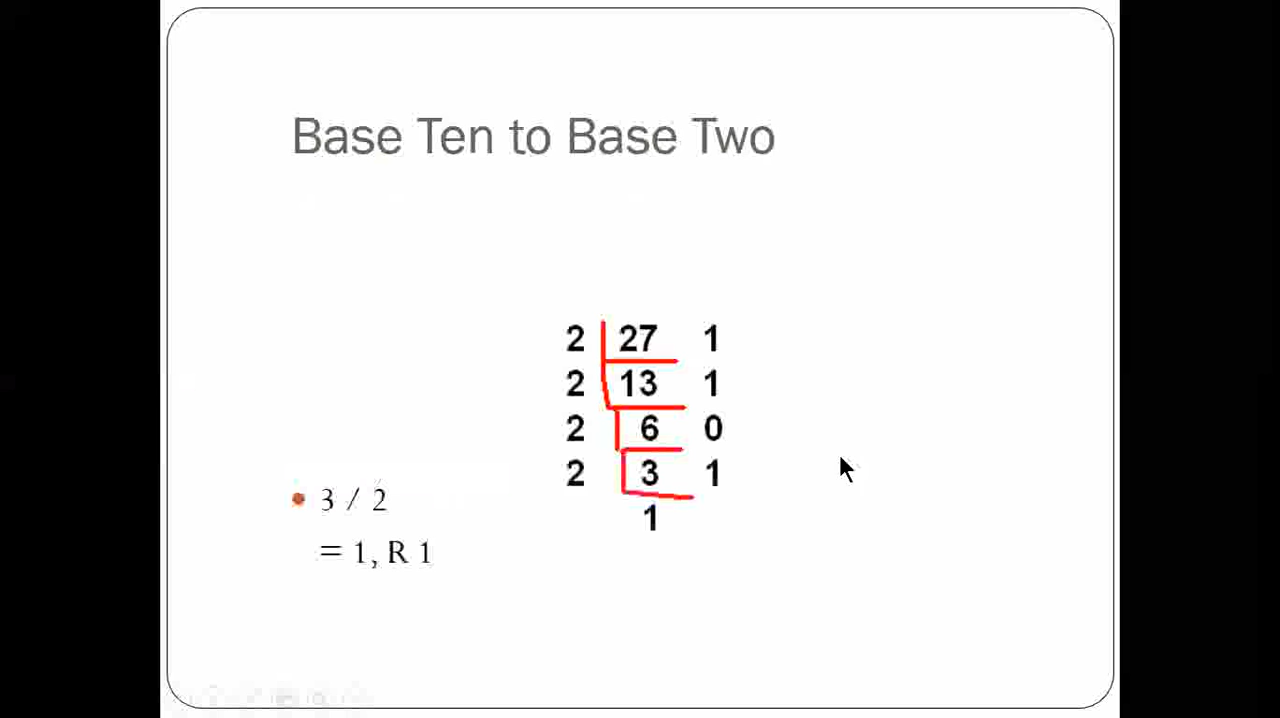 Base Ten to Base Two
2 27 1
2 13 1
2 6 0
2 3 1
1
3 / 2
= 1, R 1